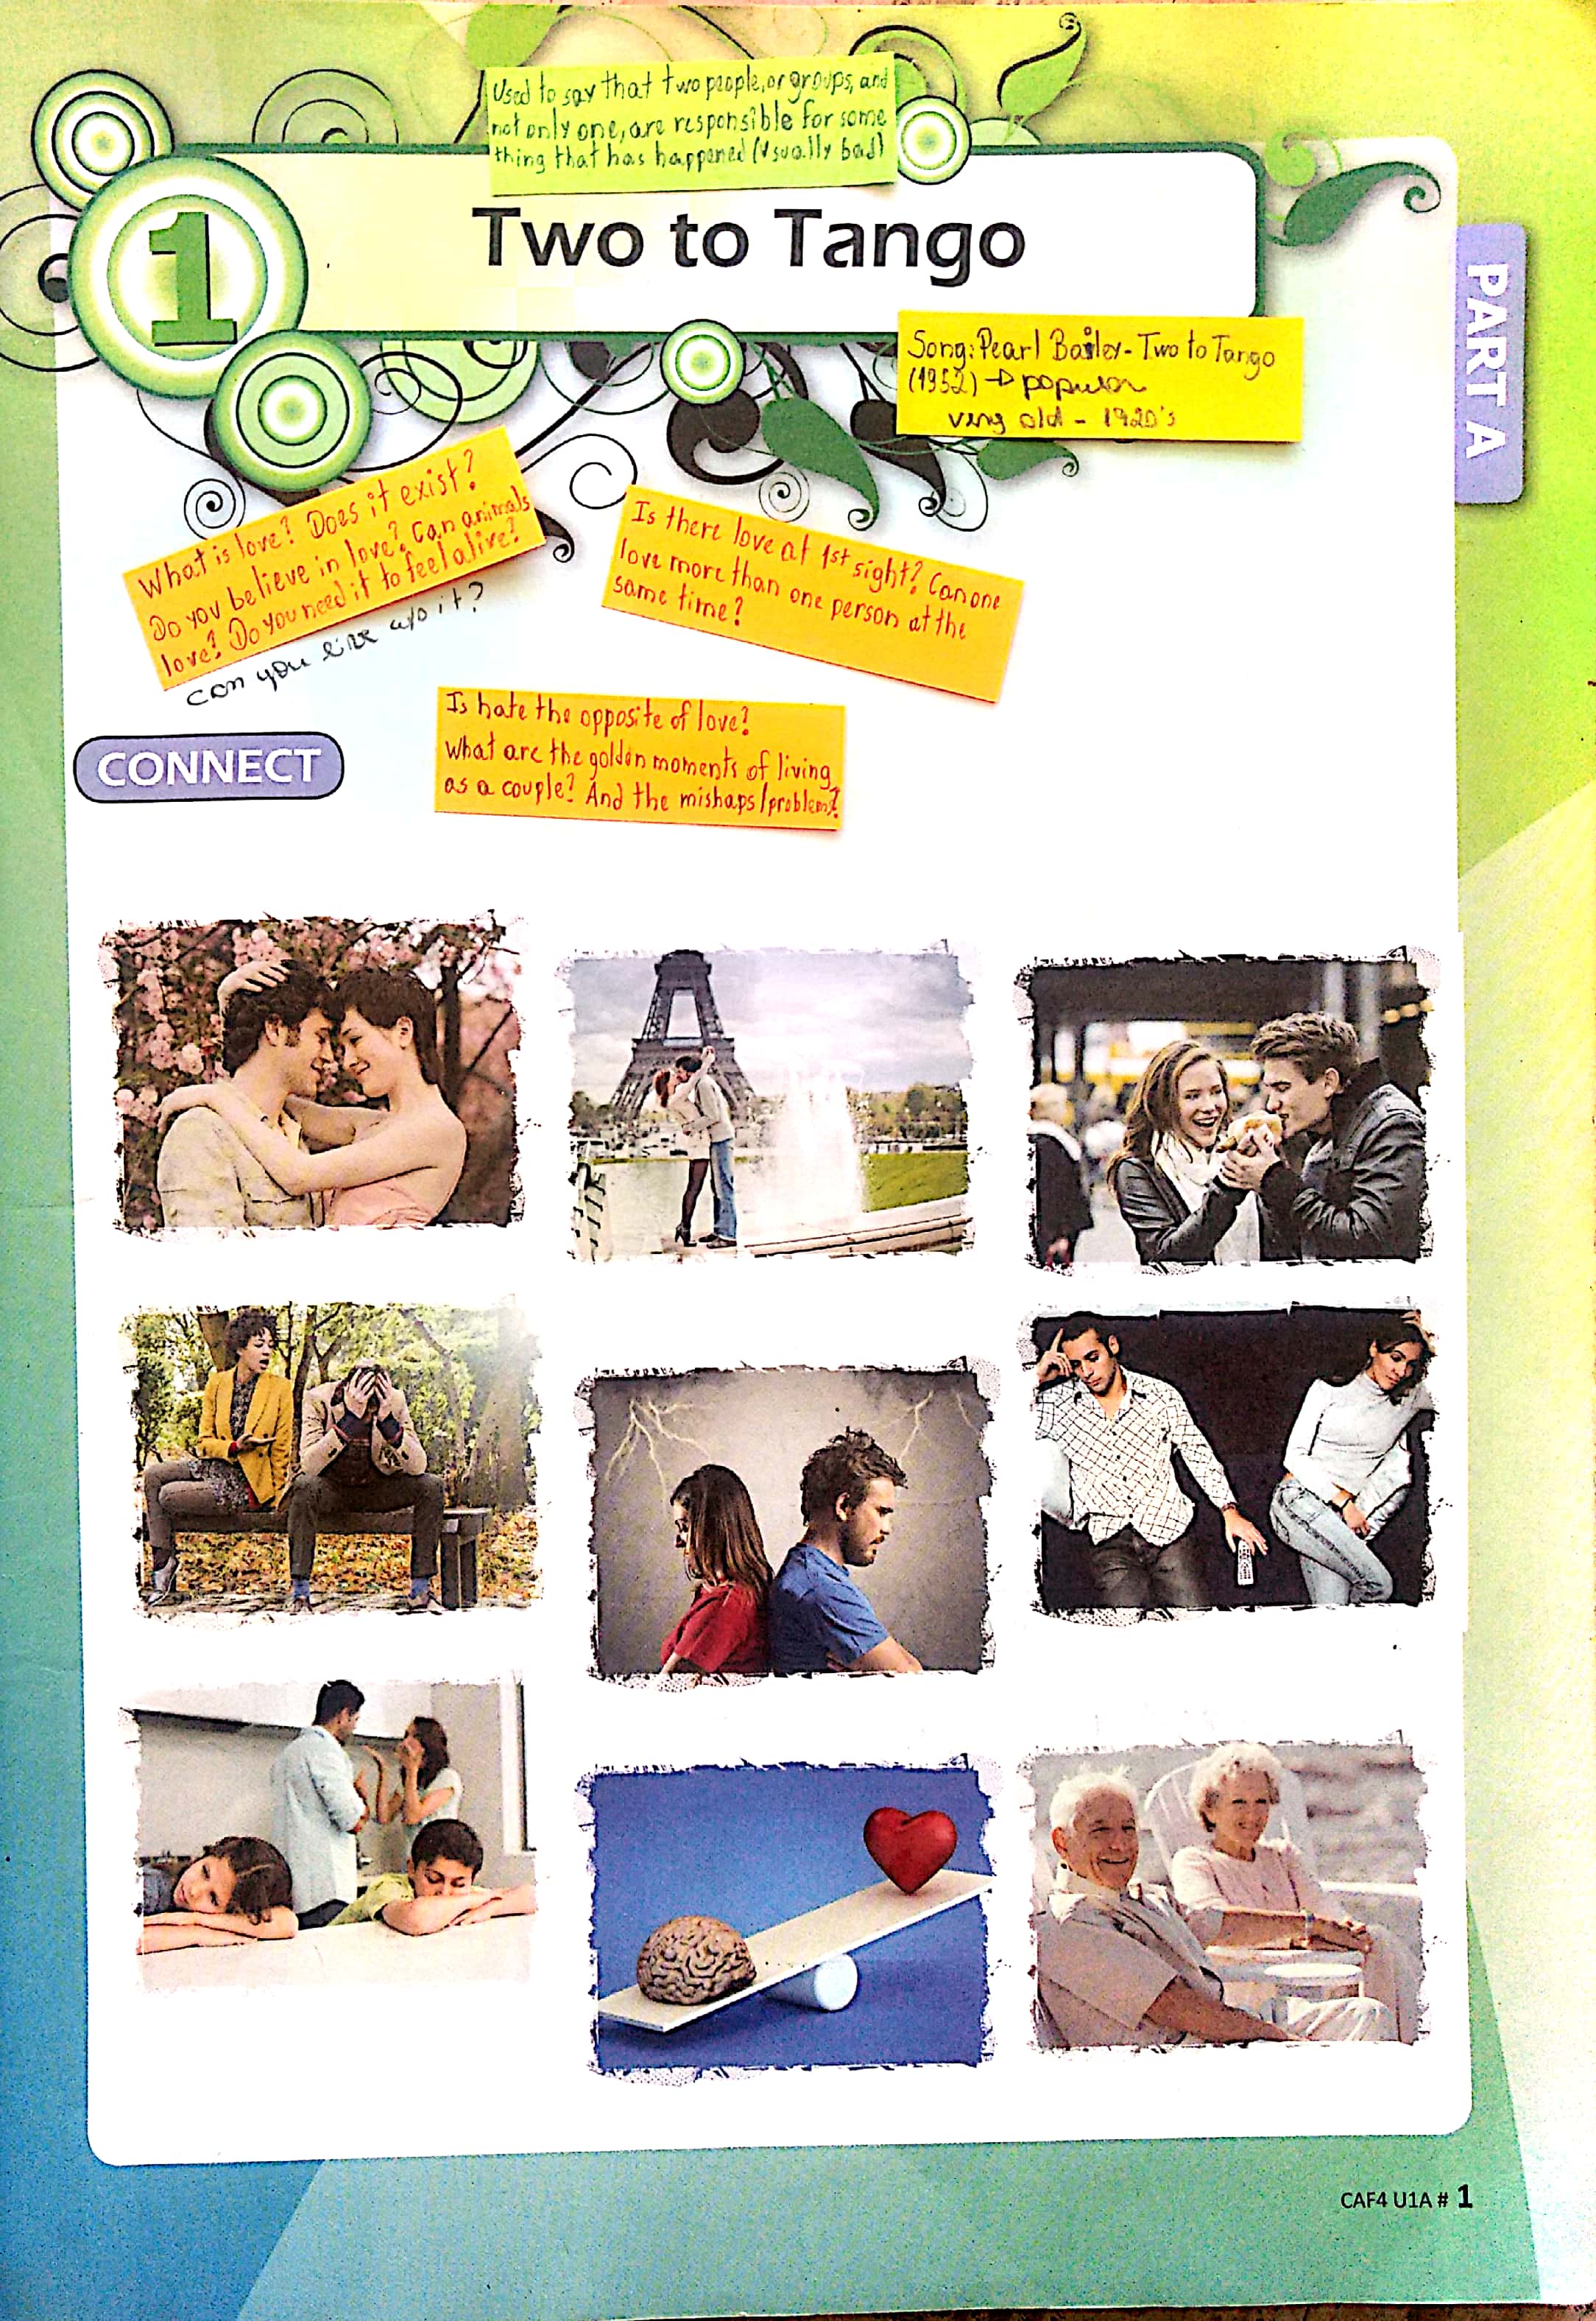 Used to say that two people, or groups, and
not only one, are responsible for some
thing that has happened (usually bad)
1
Two to Tango
PART A
Song: Pearl Bailey - Two to Tango
(1952) → popular
very old - 1920's
What is love? Does it exist?
Do you believe in love? Can animals
love? Do you need it to feel alive?
can you live w/o it?
Is there love at 1st sight? Can one
love more than one person at the
same time?
Is hate the opposite of love?
What are the golden moments of living
as a couple? And the mishaps/problems?
CONNECT
CAF4 U1A # 1